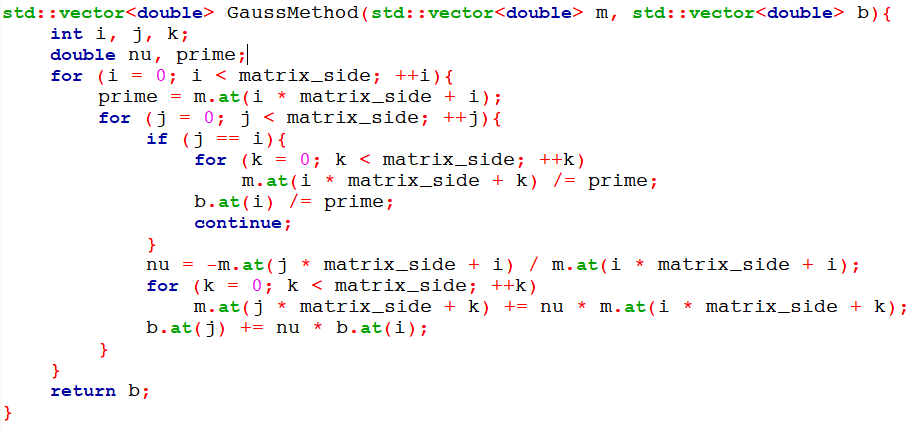 std::vector<double> GaussMethod(std::vector<double> m, std::vector<double> b){
    int i, j, k;
    double nu, prime;
    for (i = 0; i < matrix_side; ++i){
        prime = m.at(i * matrix_side + i);
        for (j = 0; j < matrix_side; ++j){
            if (j == i){
                for (k = 0; k < matrix_side; ++k)
                    m.at(i * matrix_side + k) /= prime;
                b.at(i) /= prime;
                continue;
            }
            nu = -m.at(j * matrix_side + i) / m.at(i * matrix_side + i);
            for (k = 0; k < matrix_side; ++k)
                m.at(j * matrix_side + k) += nu * m.at(i * matrix_side + k);
            b.at(j) += nu * b.at(i);
        }
    }
    return b;
}